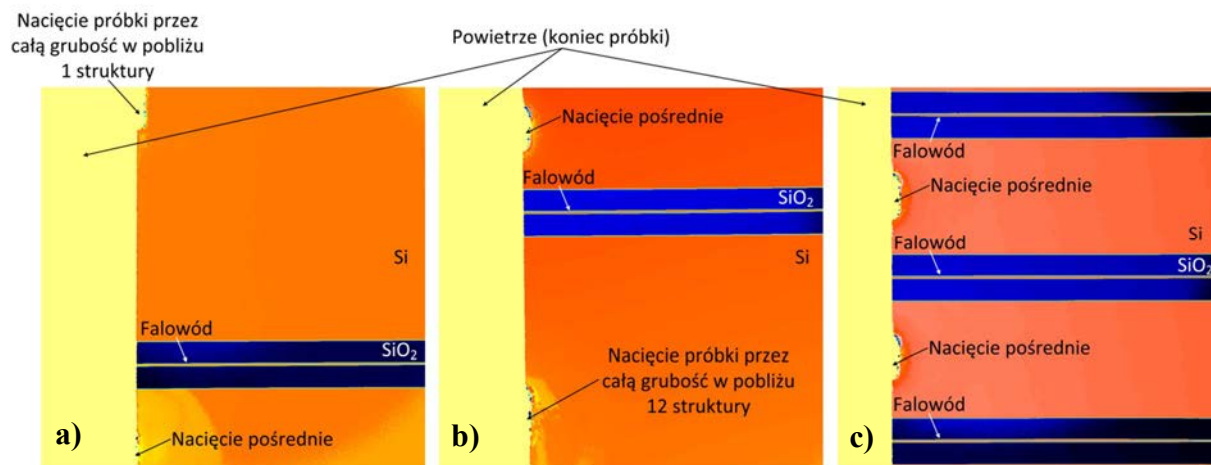 Nacięcie próbki przez
całą grubość w pobliżu
1 struktury
Powietrze (koniec próbki)
Si
Falowód
SiO₂
Nacięcie pośrednie
a)
Nacięcie pośrednie
Falowód
SiO₂
Si
Nacięcie próbki przez
całą grubość w pobliżu
12 struktury
b)
Falowód
Nacięcie pośrednie
Si
Falowód
SiO₂
Nacięcie pośrednie
Falowód
c)